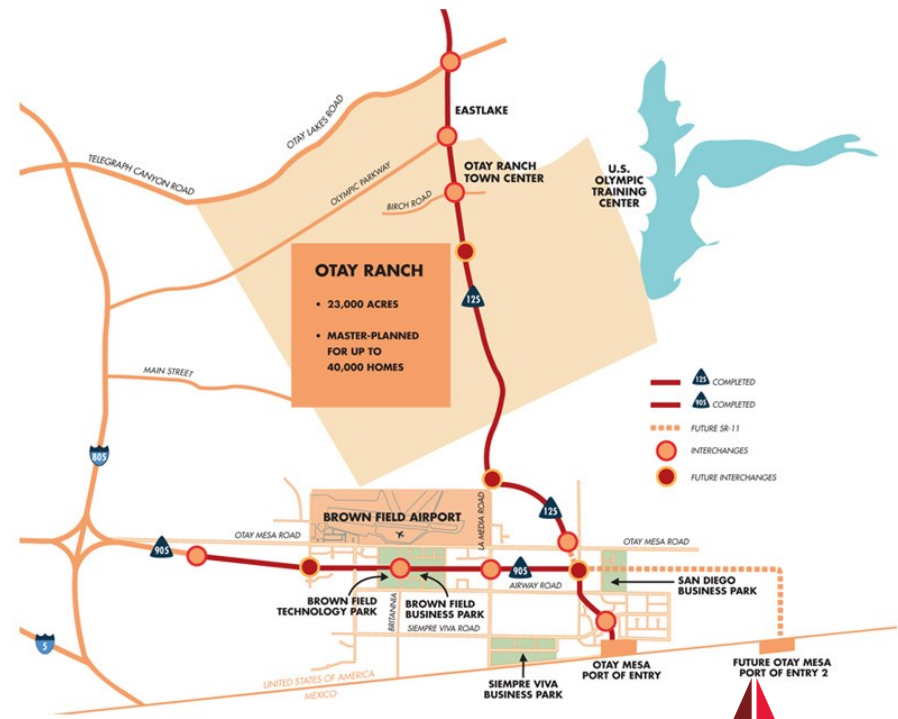 EASTLAKE
OTAY LAKES ROAD
TELEGRAPH CANYON ROAD
OLYMPIC PARKWAY
OTAY RANCH
TOWN CENTER
BIRCH ROAD
U.S.
OLYMPIC
TRAINING
CENTER
OTAY RANCH
• 23,000 ACRES
• MASTER-PLANNED
FOR UP TO
40,000 HOMES
125
MAIN STREET
125 COMPLETED
905 COMPLETED
FUTURE SR-11
INTERCHANGES
FUTURE INTERCHANGES
805
BROWN FIELD AIRPORT
LA MEDIA ROAD
125
OTAY MESA ROAD
OTAY MESA ROAD
905
905
AIRWAY ROAD
SAN DIEGO
BUSINESS PARK
BROWN FIELD
TECHNOLOGY PARK
BRITANNIA
BROWN FIELD
BUSINESS PARK
SIEMPRE VIVA ROAD
5
SIEMPRE VIVA
BUSINESS PARK
OTAY MESA
PORT OF ENTRY
FUTURE OTAY MESA
PORT OF ENTRY 2
UNITED STATES OF AMERICA
MEXICO